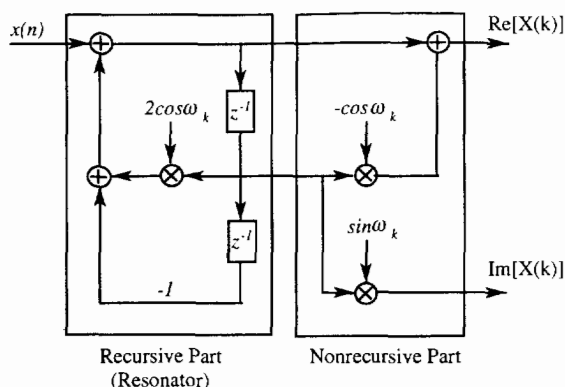 x(n)
Re[X(k)]
2cosω k
z-1
-cosω k
z-1
sinω k
-1
Im[X(k)]
Recursive Part
(Resonator)
Nonrecursive Part